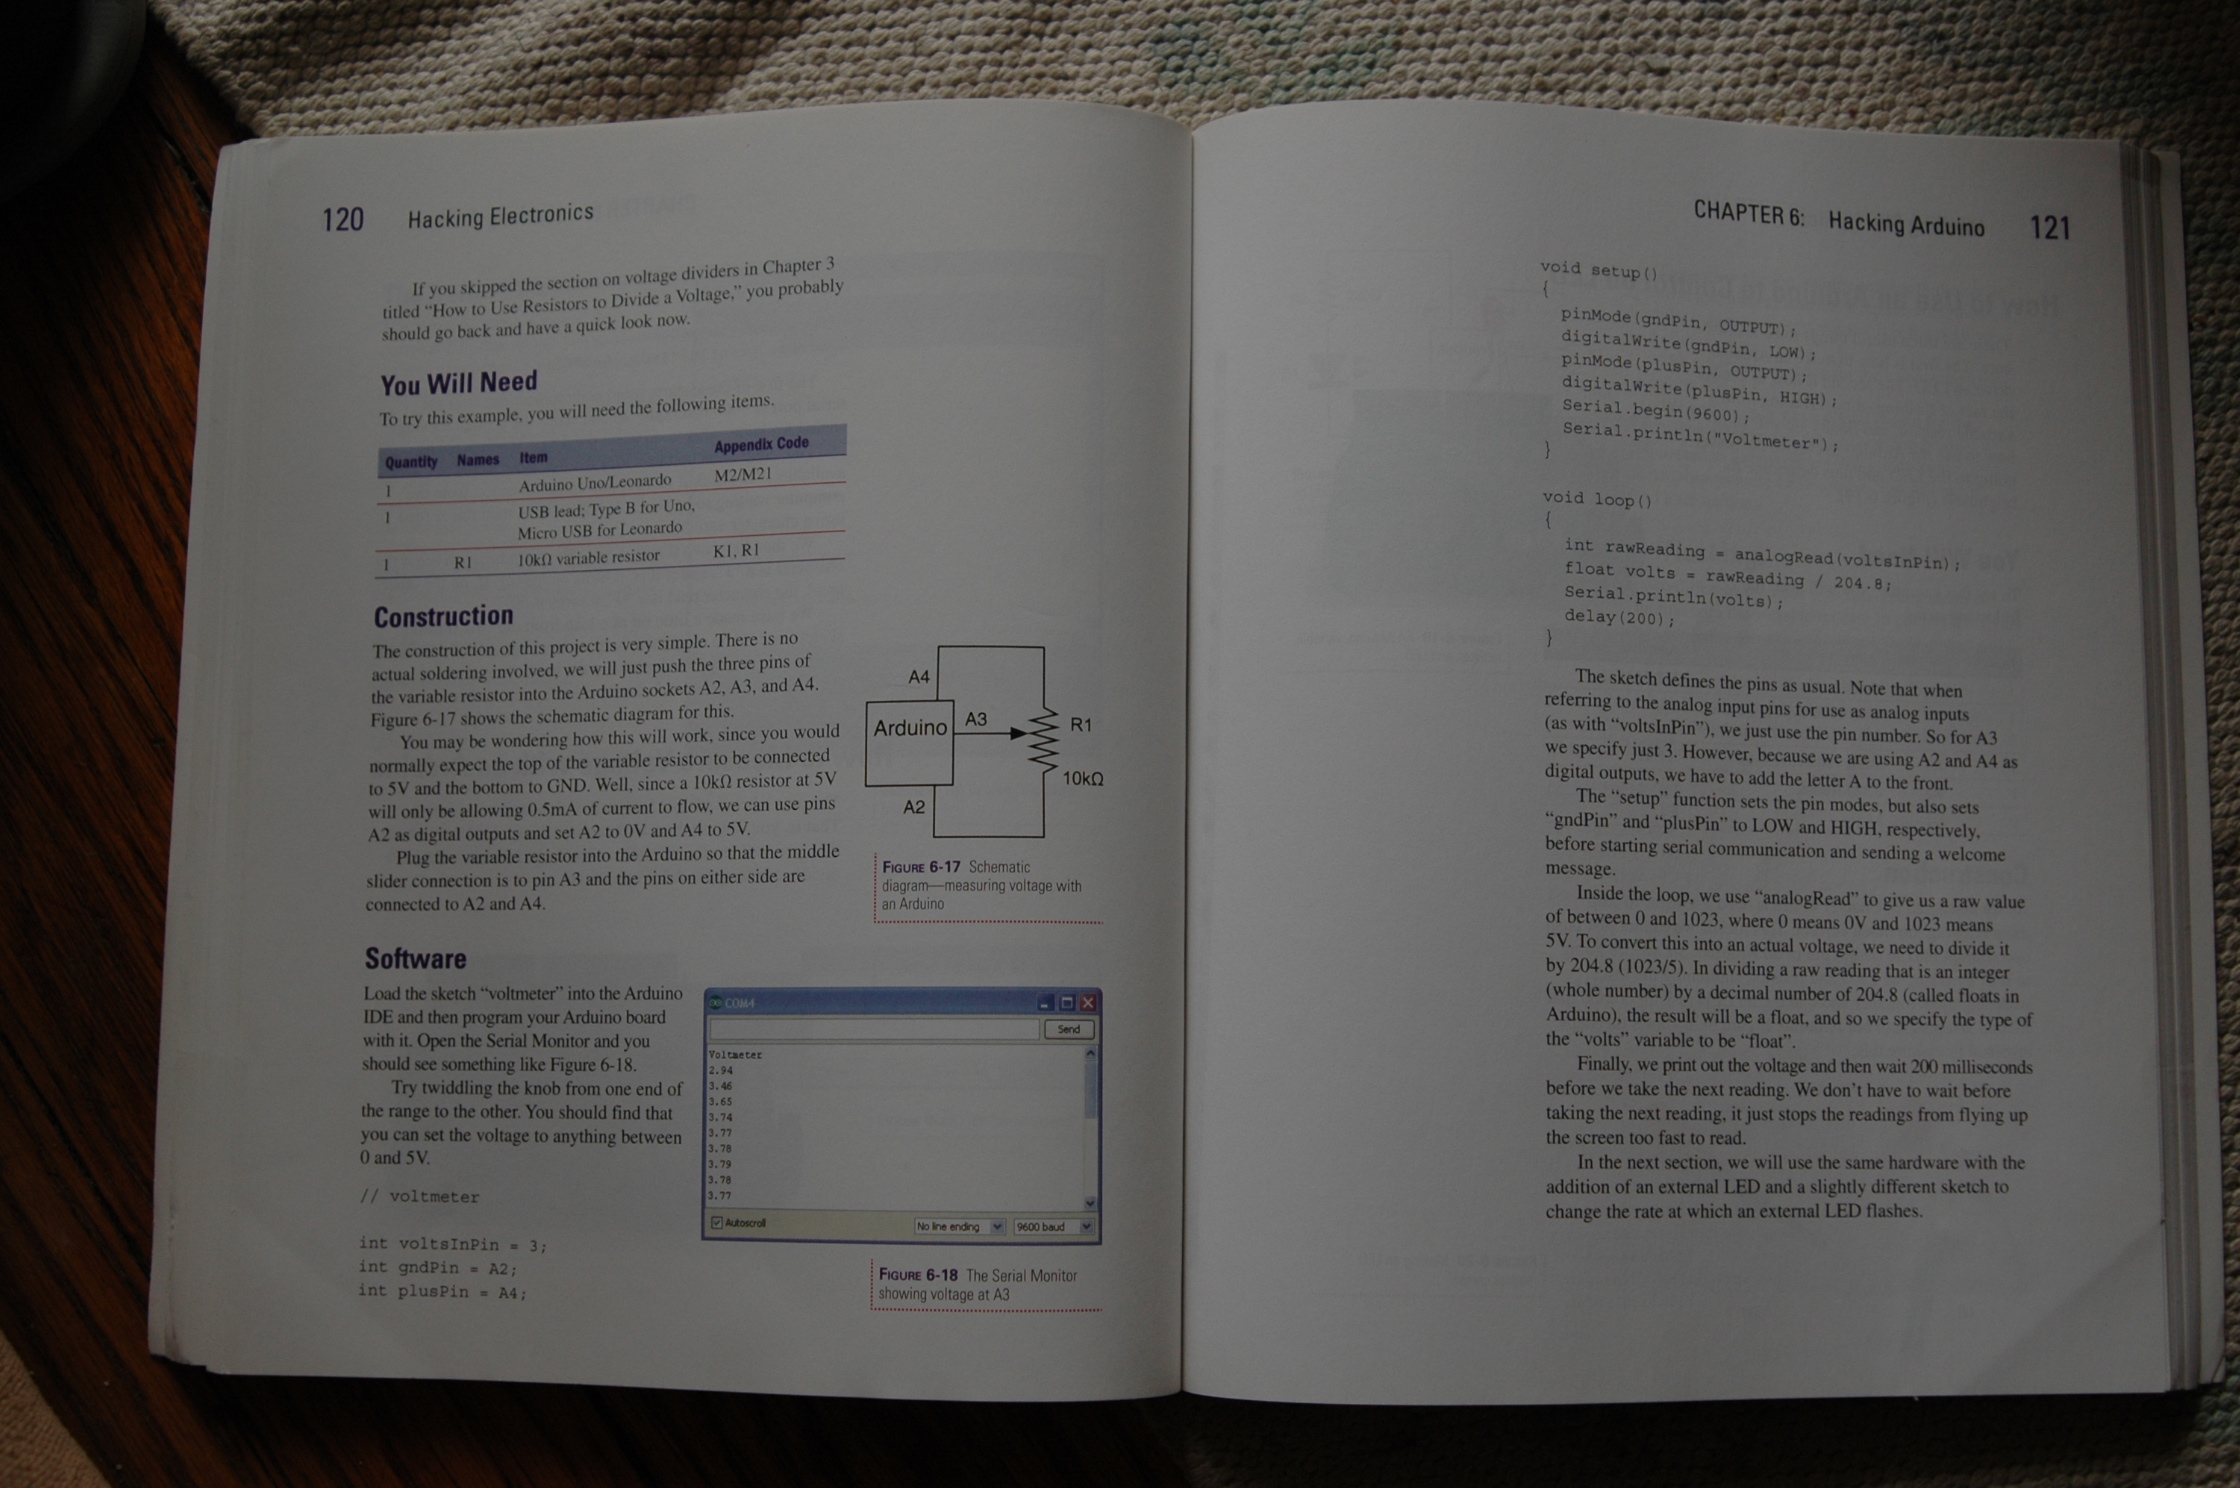 120 Hacking Electronics
If you skipped the section on voltage dividers in Chapter 3
titled “How to Use Resistors to Divide a Voltage,” you probably
should go back and have a quick look now.
You Will Need
To try this example, you will need the following items.
Quantity Names Item Appendix Code
1 Arduino Uno/Leonardo M2/M21
1 USB lead; Type B for Uno,
Micro USB for Leonardo
1 R1 10kΩ variable resistor K1, R1
Construction
The construction of this project is very simple. There is no
actual soldering involved, we will just push the three pins of
the variable resistor into the Arduino sockets A2, A3, and A4.
Figure 6-17 shows the schematic diagram for this.
You may be wondering how this will work, since you would
normally expect the top of the variable resistor to be connected
to 5V and the bottom to GND. Well, since a 10kΩ resistor at 5V
will only be allowing 0.5mA of current to flow, we can use pins
A2 as digital outputs and set A2 to 0V and A4 to 5V.
Plug the variable resistor into the Arduino so that the middle
slider connection is to pin A3 and the pins on either side are
connected to A2 and A4.
A4
Arduino A3 R1
10kΩ
A2
FIGURE 6-17 Schematic
diagram—measuring voltage with
an Arduino
Software
Load the sketch “voltmeter” into the Arduino
IDE and then program your Arduino board
with it. Open the Serial Monitor and you
should see something like Figure 6-18.
Try twiddling the knob from one end of
the range to the other. You should find that
you can set the voltage to anything between
0 and 5V.
// voltmeter
int voltsInPin = 3;
int gndPin = A2;
int plusPin = A4;
COM4
Send
Voltmeter
2.94
3.46
3.65
3.74
3.77
3.78
3.79
3.78
3.77
Autoscroll No line ending 9600 baud
FIGURE 6-18 The Serial Monitor
showing voltage at A3
CHAPTER 6: Hacking Arduino 121
void setup()
{
pinMode(gndPin, OUTPUT);
digitalWrite(gndPin, LOW);
pinMode(plusPin, OUTPUT);
digitalWrite(plusPin, HIGH);
Serial.begin(9600);
Serial.println("Voltmeter");
}
void loop()
{
int rawReading = analogRead(voltsInPin);
float volts = rawReading / 204.8;
Serial.println(volts);
delay(200);
}
The sketch defines the pins as usual. Note that when
referring to the analog input pins for use as analog inputs
(as with “voltsInPin”), we just use the pin number. So for A3
we specify just 3. However, because we are using A2 and A4 as
digital outputs, we have to add the letter A to the front.
The “setup” function sets the pin modes, but also sets
“gndPin” and “plusPin” to LOW and HIGH, respectively,
before starting serial communication and sending a welcome
message.
Inside the loop, we use “analogRead” to give us a raw value
of between 0 and 1023, where 0 means 0V and 1023 means
5V. To convert this into an actual voltage, we need to divide it
by 204.8 (1023/5). In dividing a raw reading that is an integer
(whole number) by a decimal number of 204.8 (called floats in
Arduino), the result will be a float, and so we specify the type of
the “volts” variable to be “float”.
Finally, we print out the voltage and then wait 200 milliseconds
before we take the next reading. We don’t have to wait before
taking the next reading, it just stops the readings from flying up
the screen too fast to read.
In the next section, we will use the same hardware with the
addition of an external LED and a slightly different sketch to
change the rate at which an external LED flashes.